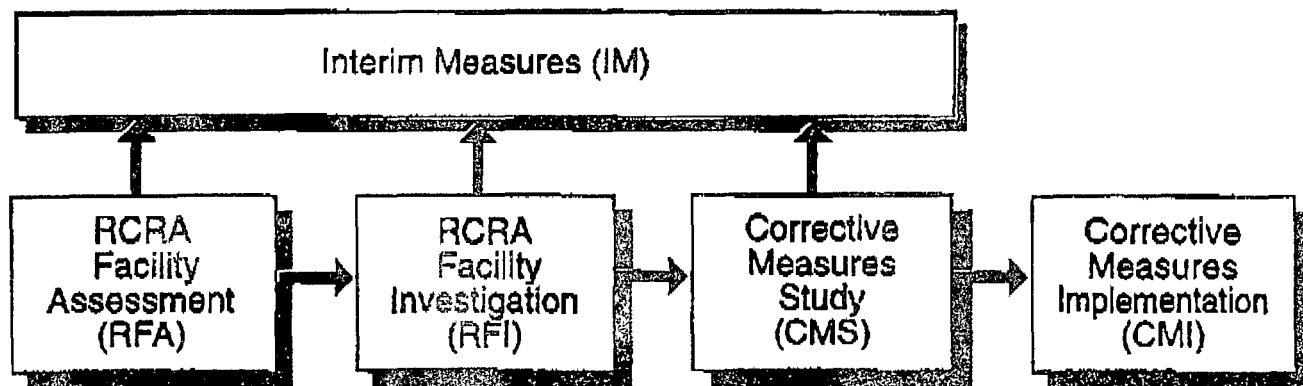 Interim Measures (IM)
RCRA
Facility
Assessment
(RFA)
RCRA
Facility
Investigation
(RFI)
Corrective
Measures
Study
(CMS)
Corrective
Measures
Implementation
(CMI)